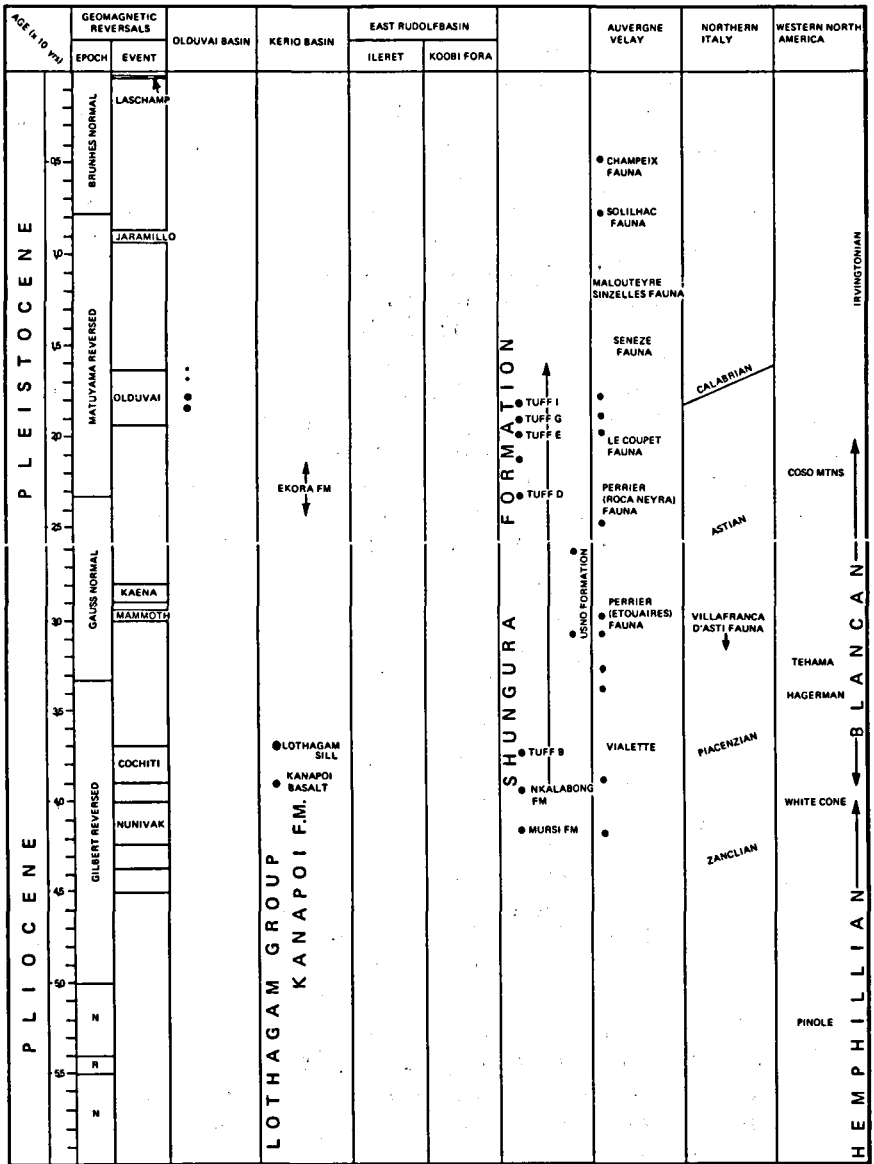 AGE (x 10 yrs)
GEOMAGNETIC
REVERSALS
EPOCH
EVENT
OLDUVAI BASIN
KERIO BASIN
EAST RUDOLFBASIN
ILERET
KOOBI FORA
AUVERGNE
VELAY
NORTHERN
ITALY
WESTERN NORTH
AMERICA
PLEISTOCENE
PLIOCENE
0,5
1,0
1,5
2,0
2,5
3,0
3,5
4,0
4,5
5,0
5,5
BRUNHES NORMAL
MATUYAMA REVERSED
GAUSS NORMAL
GILBERT REVERSED
N
R
N
LASCHAMP
JARAMILLO
OLDUVAI
KAENA
MAMMOTH
COCHITI
NUNIVAK
EKORA FM
LOTHAGAM
SILL
KANAPOI
BASALT
LOTHAGAM GROUP
KANAPOI F.M.
SHUNGURA FORMATION
TUFF I
TUFF G
TUFF E
TUFF D
USNO FORMATION
TUFF B
NKALABONG
FM
MURSI FM
CHAMPEIX
FAUNA
SOLILHAC
FAUNA
MALOUTEYRE
SINZELLES FAUNA
SENEZE
FAUNA
LE COUPET
FAUNA
PERRIER
(ROCA NEYRA)
FAUNA
PERRIER
(ETOUAIRES)
FAUNA
VIALETTE
CALABRIAN
ASTIAN
VILLAFRANCA
D'ASTI FAUNA
PIACENZIAN
ZANCLIAN
IRVINGTONIAN
COSO MTNS
BLANCAN
TEHAMA
HAGERMAN
WHITE CONE
PINOLE
HEMPHILLIAN